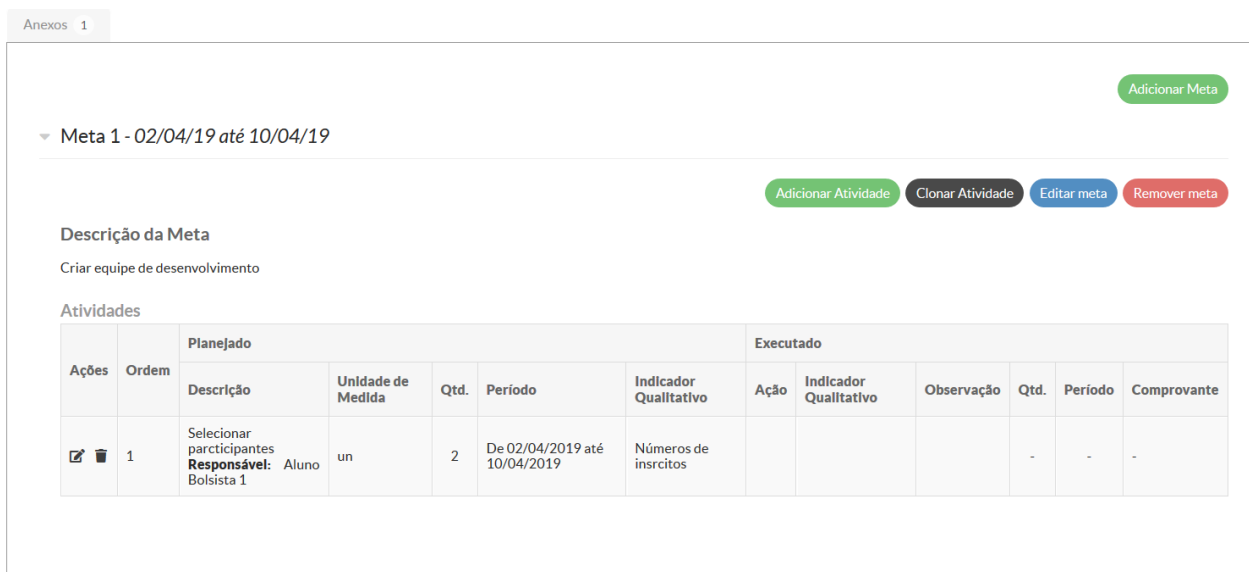 Anexos 1
Adicionar Meta
Meta 1 - 02/04/19 até 10/04/19
Adicionar Atividade Clonar Atividade Editar meta Remover meta
Descrição da Meta
Criar equipe de desenvolvimento
Atividades
Ações Ordem Planejado Executado
Descrição Unidade de Medida Qtd. Período Indicador Qualitativo Ação Indicador Qualitativo Observação Qtd. Período Comprovante
1 Selecionar parcticipantes Responsável: Aluno Bolsista 1 un 2 De 02/04/2019 até 10/04/2019 Números de insrcitos - - -